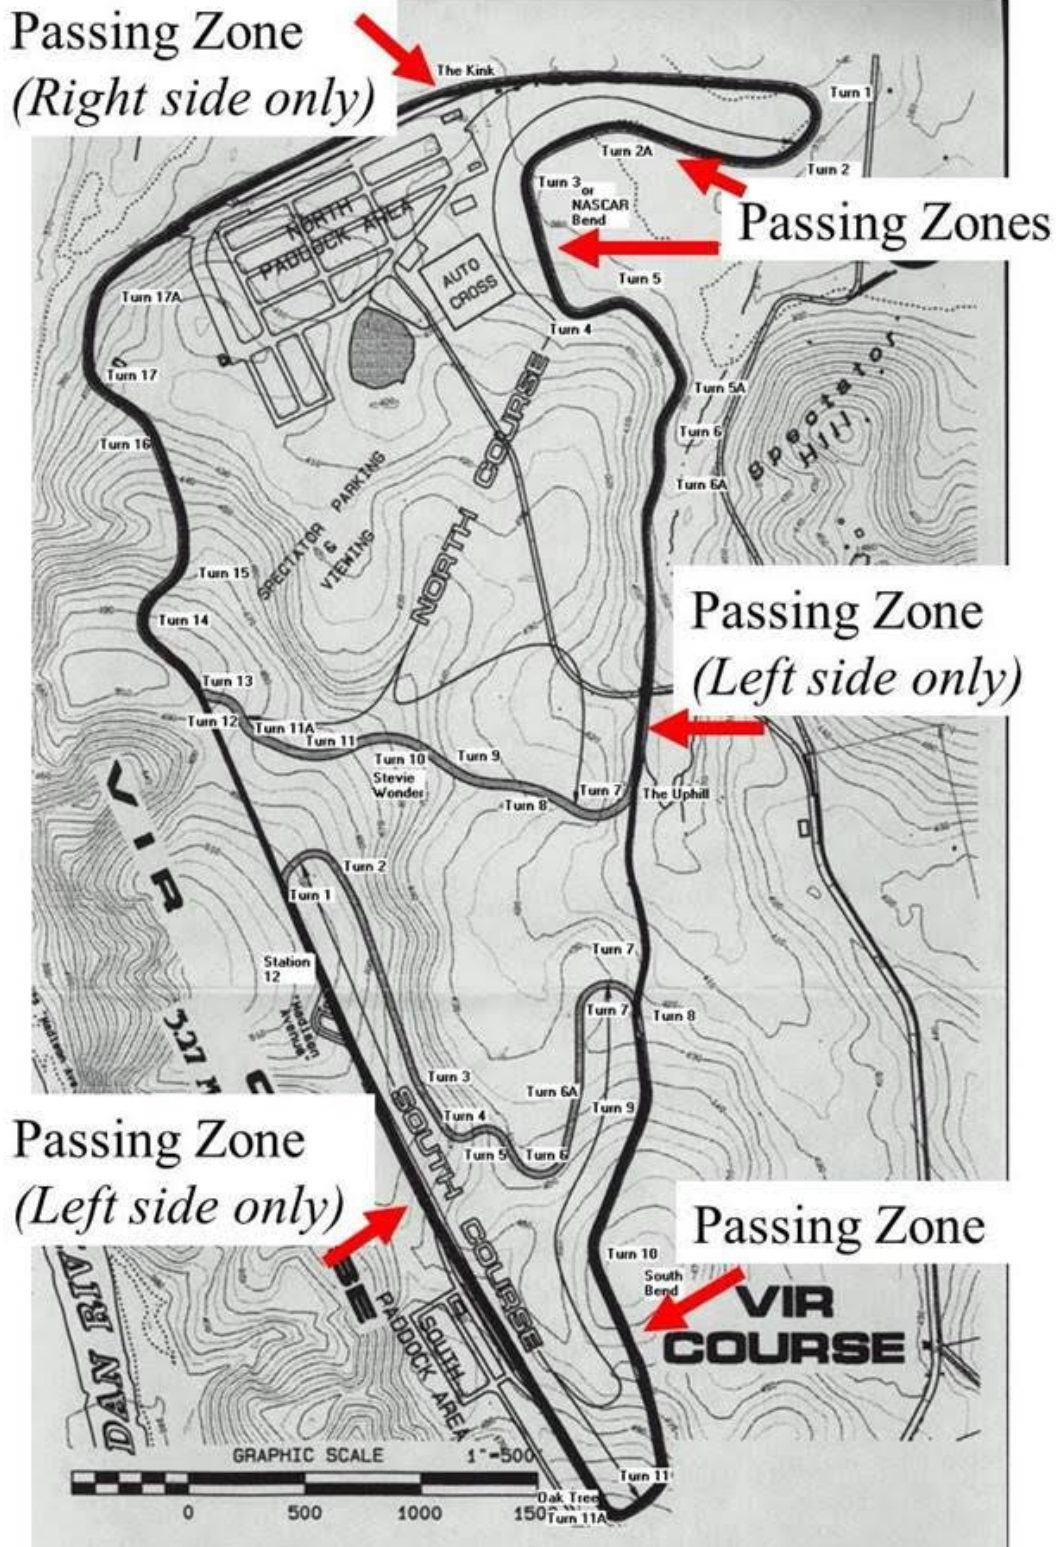 Passing Zone
(Right side only)
The Kink
Turn 1
Turn 2A
Turn 2
Turn 3
or
NASCAR
Bend
Passing Zones
NORTH
PADDOCK AREA
AUTO
CROSS
Turn 5
Turn 17A
Turn 4
Turn 17
Turn 5A
Spectator
Hill
Turn 6
Turn 16
Turn 6A
SPECTATOR PARKING
&
VIEWING
NORTH COURSE
Turn 15
Turn 14
Passing Zone
(Left side only)
Turn 13
Turn 12
Turn 11A
Turn 11
Turn 10
Stevie
Wonder
Turn 9
Turn 8
Turn 7
The Uphill
VIR
Turn 2
Turn 1
Station
12
Turn 7
Turn 7
Turn 8
3.27
Turn 3
Turn 6A
Turn 9
Turn 4
Turn 5
Turn 6
SOUTH COURSE
Passing Zone
(Left side only)
Passing Zone
Turn 10
South
Bend
VIR
COURSE
SOUTH
PADDOCK AREA
DAN RIV
GRAPHIC SCALE 1"=500'
0 500 1000 1500
Turn 11
Oak Tree
Turn 11A